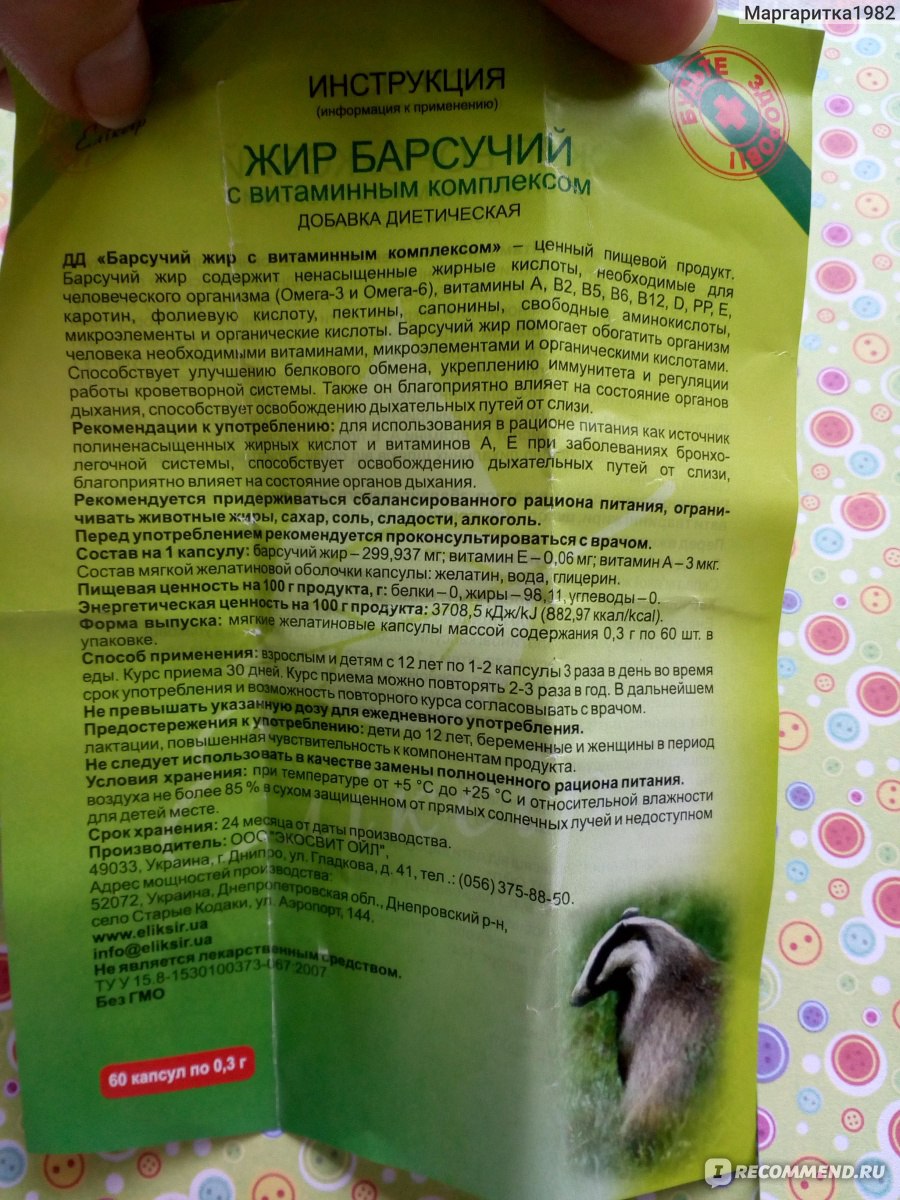 Маргаритка1982
Eliksir
БУДЬТЕ ЗДОРОВІ!
ИНСТРУКЦИЯ
(информация к применению)
ЖИР БАРСУЧИЙ
С ВИТАМИННЫМ КОМПЛЕКСОМ
ДОБАВКА ДИЕТИЧЕСКАЯ
ДД «Барсучий жир с витаминным комплексом» – ценный пищевой продукт.
Барсучий жир содержит ненасыщенные жирные кислоты, необходимые для
человеческого организма (Омега-3 и Омега-6), витамины А, В2, В5, В6, В12, D, РР, Е,
каротин, фолиевую кислоту, пектины, сапонины, свободные аминокислоты,
микроэлементы и органические кислоты. Барсучий жир помогает обогатить организм
человека необходимыми витаминами, микроэлементами и органическими кислотами.
Способствует улучшению белкового обмена, укреплению иммунитета и регуляции
работы кроветворной системы. Также он благоприятно влияет на состояние органов
дыхания, способствует освобождению дыхательных путей от слизи.
Рекомендации к употреблению: для использования в рационе питания как источник
полиненасыщенных жирных кислот и витаминов А, Е при заболеваниях бронхо-
легочной системы, способствует освобождению дыхательных путей от слизи,
благоприятно влияет на состояние органов дыхания.
Рекомендуется придерживаться сбалансированного рациона питания, ограни-
чивать животные жиры, сахар, соль, сладости, алкоголь.
Перед употреблением рекомендуется проконсультироваться с врачом.
Состав на 1 капсулу: барсучий жир – 299,937 мг; витамин Е – 0,06 мг; витамин А – 3 мкг.
Состав мягкой желатиновой оболочки капсулы: желатин, вода, глицерин.
Пищевая ценность на 100 г продукта, г: белки – 0, жиры – 98,11, углеводы – 0.
Энергетическая ценность на 100 г продукта: 3708,5 кДж/kJ (882,97 ккал/kcal).
Форма выпуска: мягкие желатиновые капсулы массой содержания 0,3 г по 60 шт. в
упаковке.
Способ применения: взрослым и детям с 12 лет по 1-2 капсулы 3 раза в день во время
еды. Курс приема 30 дней. Курс приема можно повторять 2-3 раза в год. В дальнейшем
срок употребления и возможность повторного курса согласовывать с врачом.
Не превышать указанную дозу для ежедневного употребления.
Предостережения к употреблению: дети до 12 лет, беременные и женщины в период
лактации, повышенная чувствительность к компонентам продукта.
Не следует использовать в качестве замены полноценного рациона питания.
Условия хранения: при температуре от +5 °С до +25 °С и относительной влажности
воздуха не более 85 % в сухом защищенном от прямых солнечных лучей и недоступном
для детей месте.
Срок хранения: 24 месяца от даты производства.
Производитель: ООО "ЭКОСВИТ ОЙЛ",
49033, Украина, г. Днипро, ул. Гладкова, д. 41, тел .: (056) 375-88-50.
Адрес мощностей производства:
52072, Украина, Днепропетровская обл., Днепровский р-н,
село Старые Кодаки, ул. Аэропорт, 144.
www.eliksir.ua
info@eliksir.ua
Не является лекарственным средством.
ТУ У 15.8-1530100373-067:2007
Без ГМО
60 капсул по 0,3 г
IRECOMMEND.RU